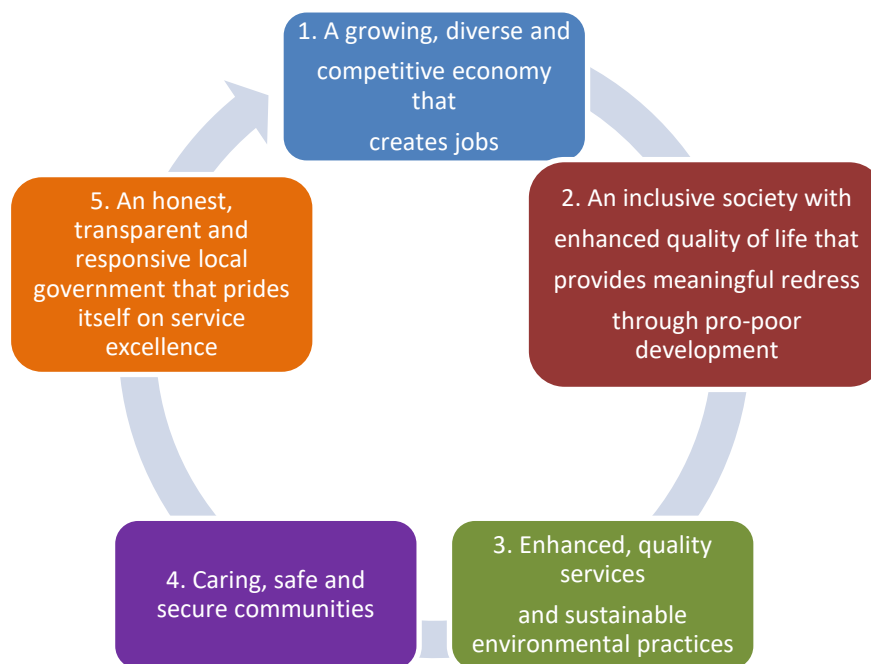 1. A growing, diverse and
competitive economy
that
creates jobs
2. An inclusive society with
enhanced quality of life that
provides meaningful redress
through pro-poor
development
3. Enhanced, quality
services
and sustainable
environmental practices
4. Caring, safe and
secure communities
5. An honest,
transparent and
responsive local
government that prides
itself on service
excellence